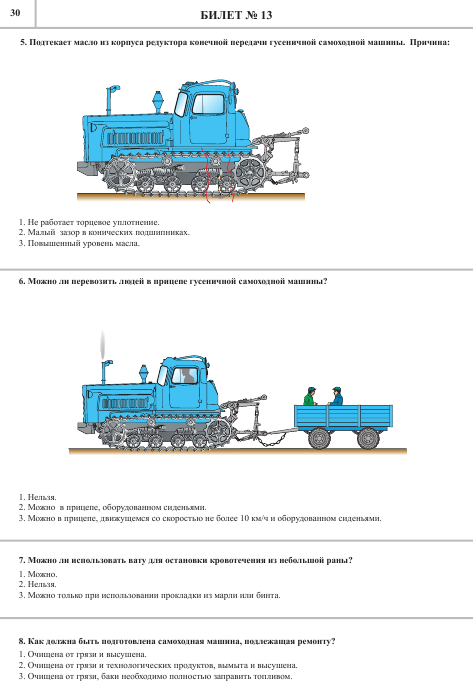 30
БИЛЕТ № 13
5. Подтекает масло из корпуса редуктора конечной передачи гусеничной самоходной машины. Причина:
1. Не работает торцевое уплотнение.
2. Малый зазор в конических подшипниках.
3. Повышенный уровень масла.
6. Можно ли перевозить людей в прицепе гусеничной самоходной машины?
1. Нельзя.
2. Можно в прицепе, оборудованном сиденьями.
3. Можно в прицепе, движущемся со скоростью не более 10 км/ч и оборудованном сиденьями.
7. Можно ли использовать вату для остановки кровотечения из небольшой раны?
1. Можно.
2. Нельзя.
3. Можно только при использовании прокладки из марли или бинта.
8. Как должна быть подготовлена самоходная машина, подлежащая ремонту?
1. Очищена от грязи и высушена.
2. Очищена от грязи и технологических продуктов, вымыта и высушена.
3. Очищена от грязи, баки необходимо полностью заправить топливом.